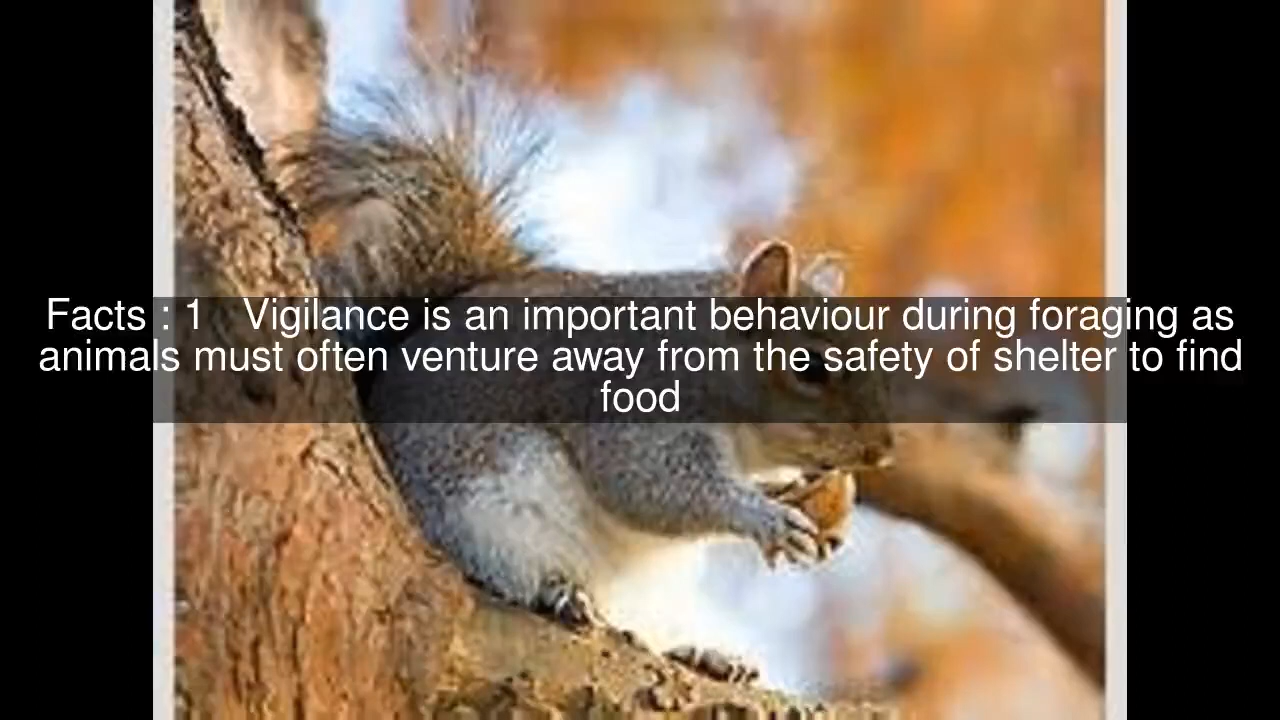 Facts : 1 Vigilance is an important behaviour during foraging as
animals must often venture away from the safety of shelter to find
food